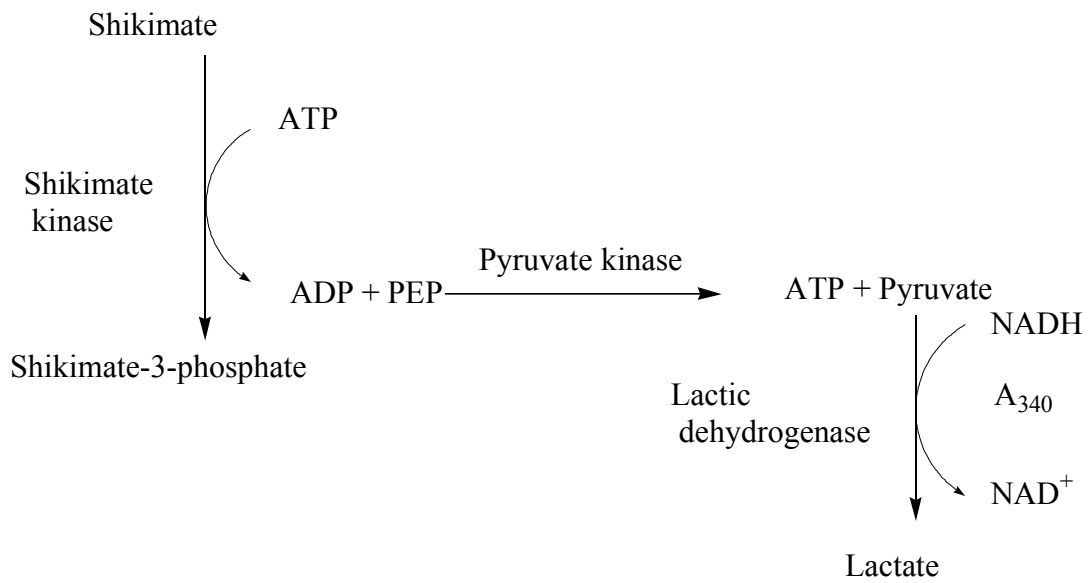 Shikimate
ATP
Shikimate
kinase
Pyruvate kinase
ADP + PEP
ATP + Pyruvate
NADH
Shikimate-3-phosphate
Lactic
dehydrogenase
A₃₄₀
NAD⁺
Lactate